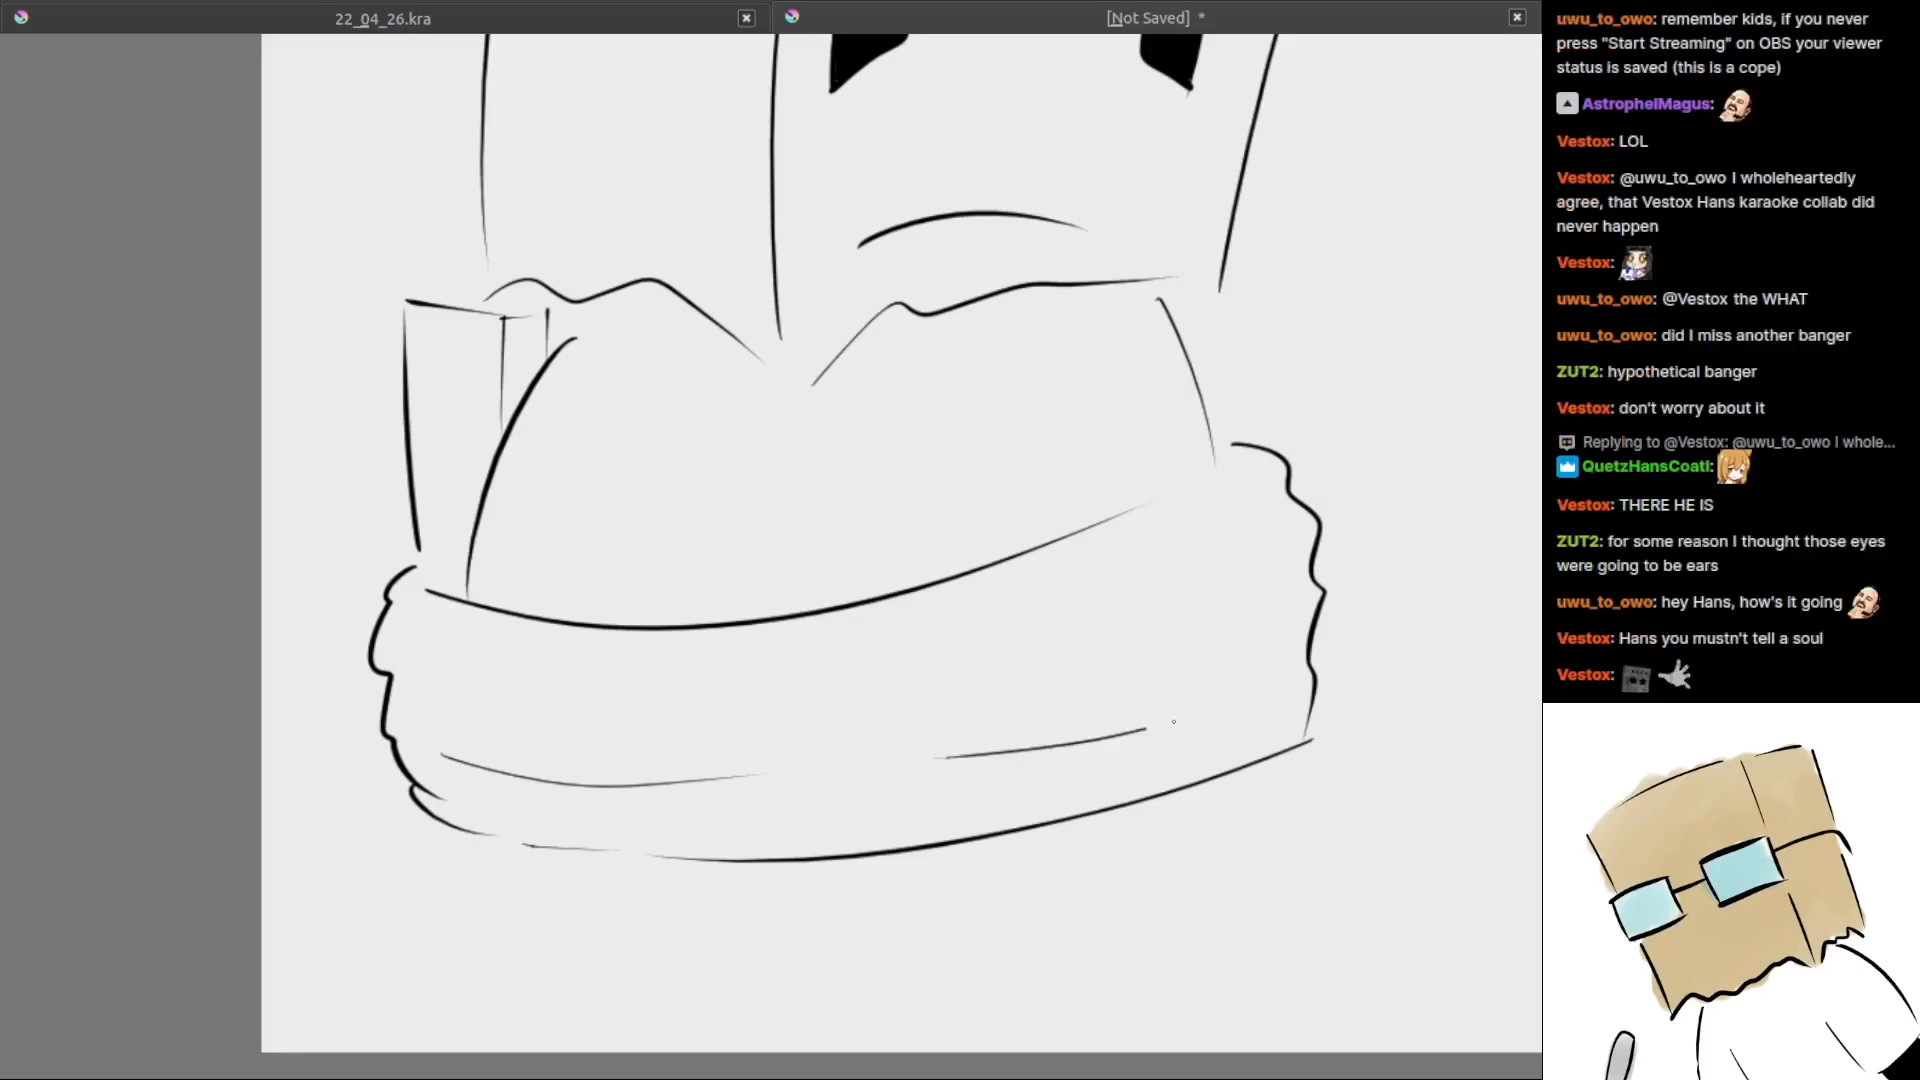 22_04_26.kra
[Not Saved] *
uwu_to_owo: remember kids, if you never
press "Start Streaming" on OBS your viewer
status is saved (this is a cope)
AstrophelMagus:
Vestox: LOL
Vestox: @uwu_to_owo I wholeheartedly
agree, that Vestox Hans karaoke collab did
never happen
Vestox:
uwu_to_owo: @Vestox the WHAT
uwu_to_owo: did I miss another banger
ZUT2: hypothetical banger
Vestox: don't worry about it
Replying to @Vestox: @uwu_to_owo I whole...
QuetzHansCoatl:
Vestox: THERE HE IS
ZUT2: for some reason I thought those eyes
were going to be ears
uwu_to_owo: hey Hans, how's it going
Vestox: Hans you mustn't tell a soul
Vestox: